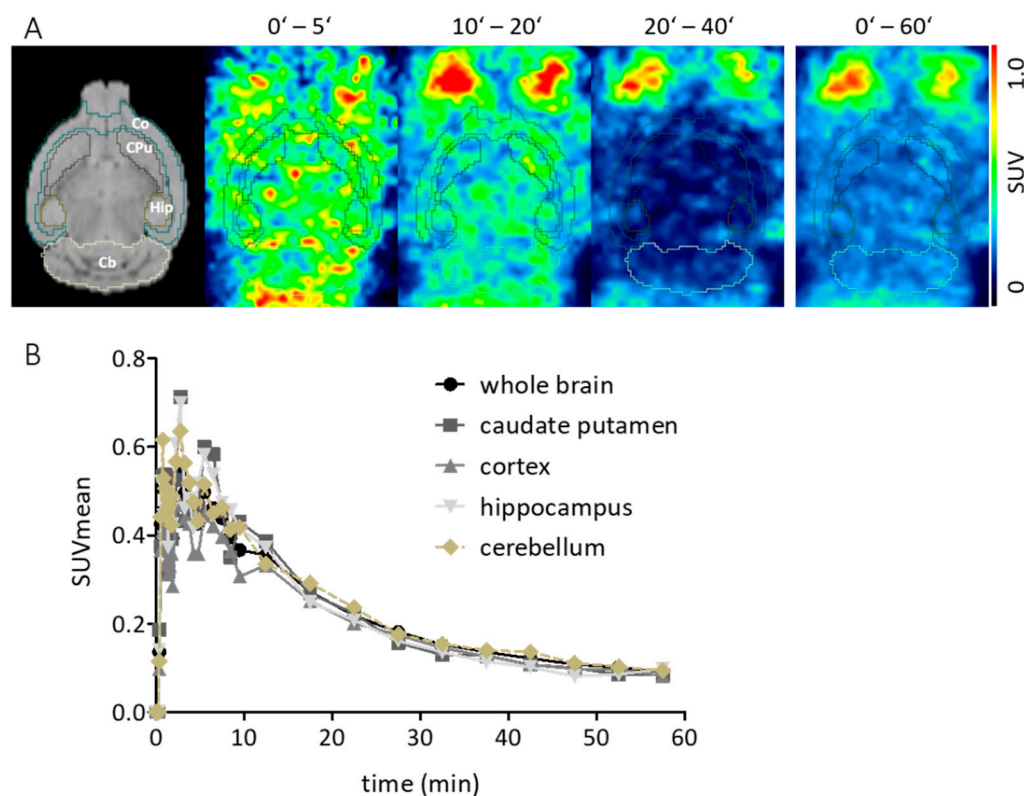 A
0‘ – 5‘
10‘ – 20‘
20‘ – 40‘
0‘ – 60‘
Co
CPu
Hip
Cb
1.0
SUV
0
B
0.8
0.6
0.4
0.2
0.0
SUVmean
0 10 20 30 40 50 60
time (min)
whole brain
caudate putamen
cortex
hippocampus
cerebellum